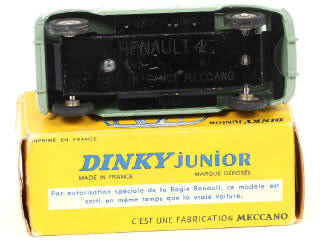 RENAULT 4L
FRANCE MECCANO
IMPRIMÉ EN FRANCE
DINKY JUNIOR
MADE IN FRANCE MARQUE DÉPOSÉE
Par autorisation spéciale de la Régie Renault, ce modèle est
sorti en même temps que la vraie voiture.
C'EST UNE FABRICATION MECCANO